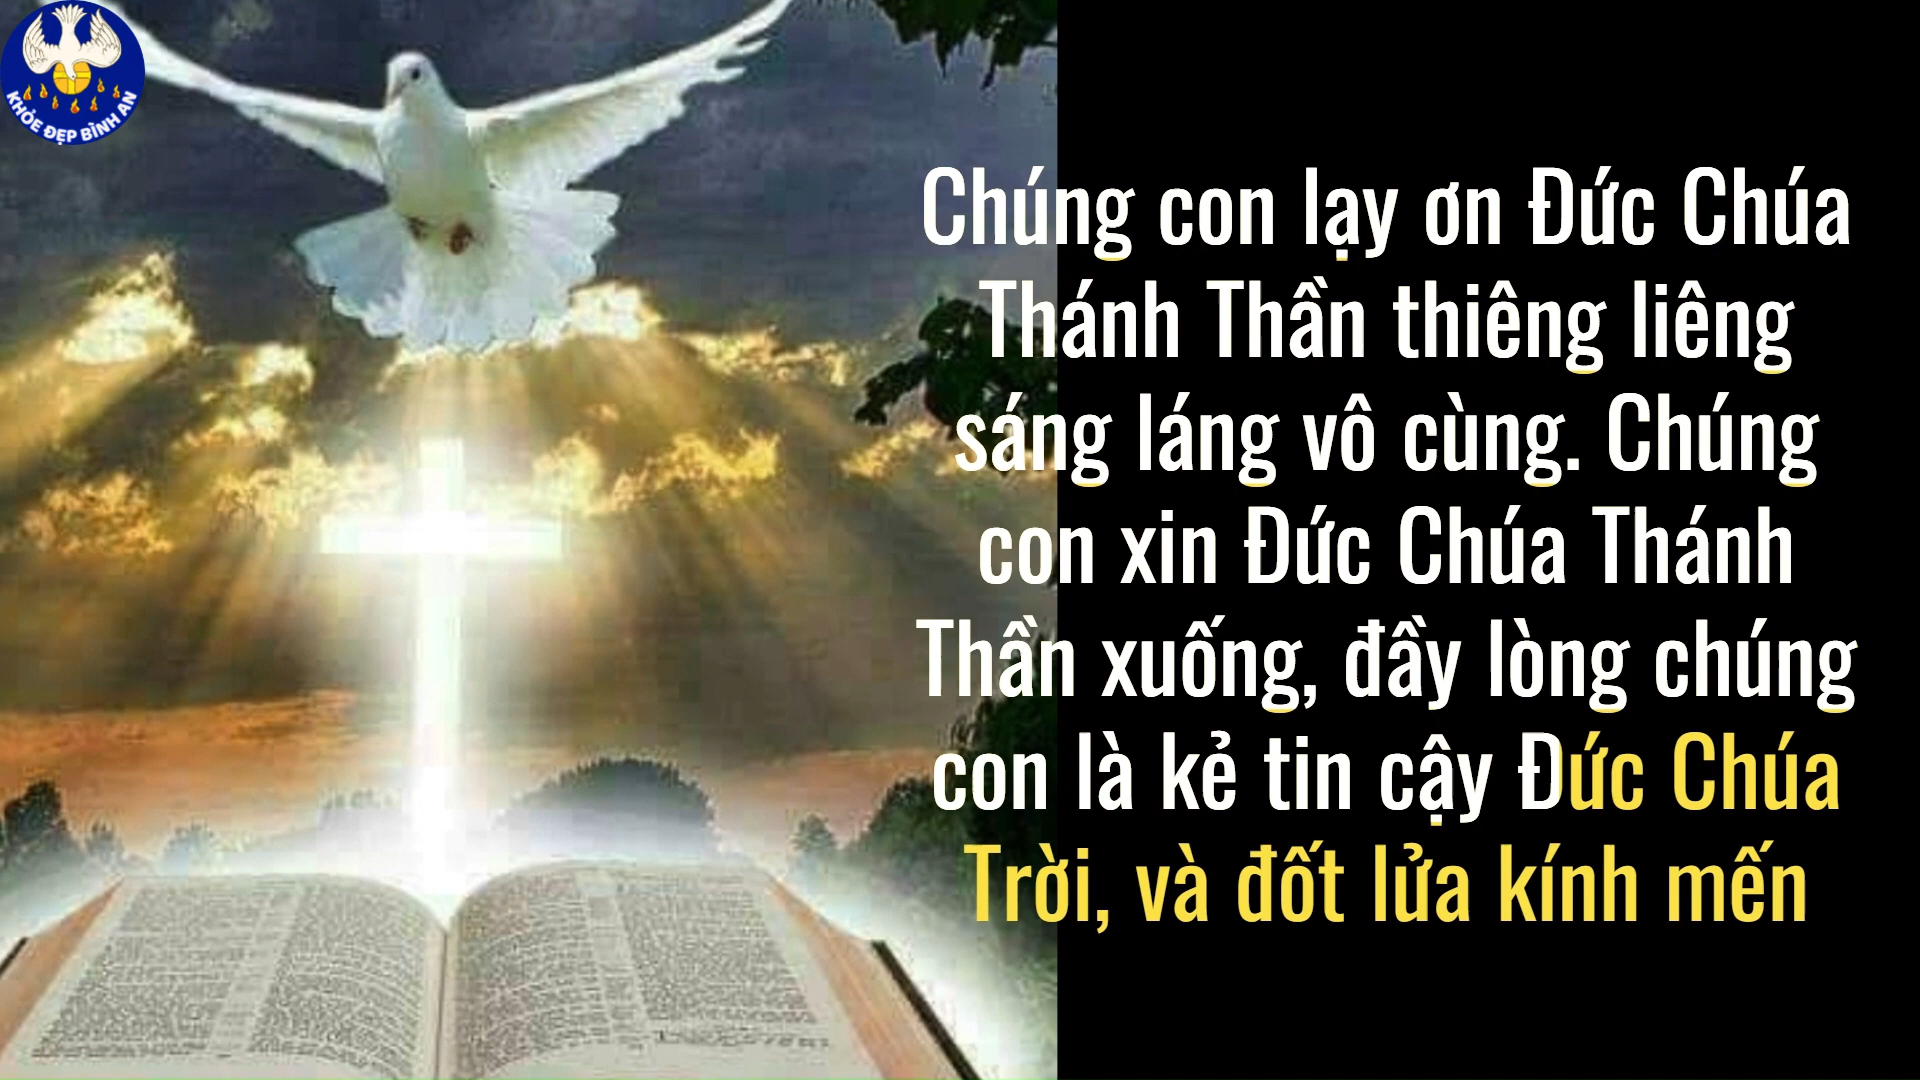 KHỎE ĐẸP BÌNH AN
Chúng con lạy ơn Đức Chúa
Thánh Thần thiêng liêng
sáng láng vô cùng. Chúng
con xin Đức Chúa Thánh
Thần xuống, đầy lòng chúng
con là kẻ tin cậy Đức Chúa
Trời, và đốt lửa kính mến